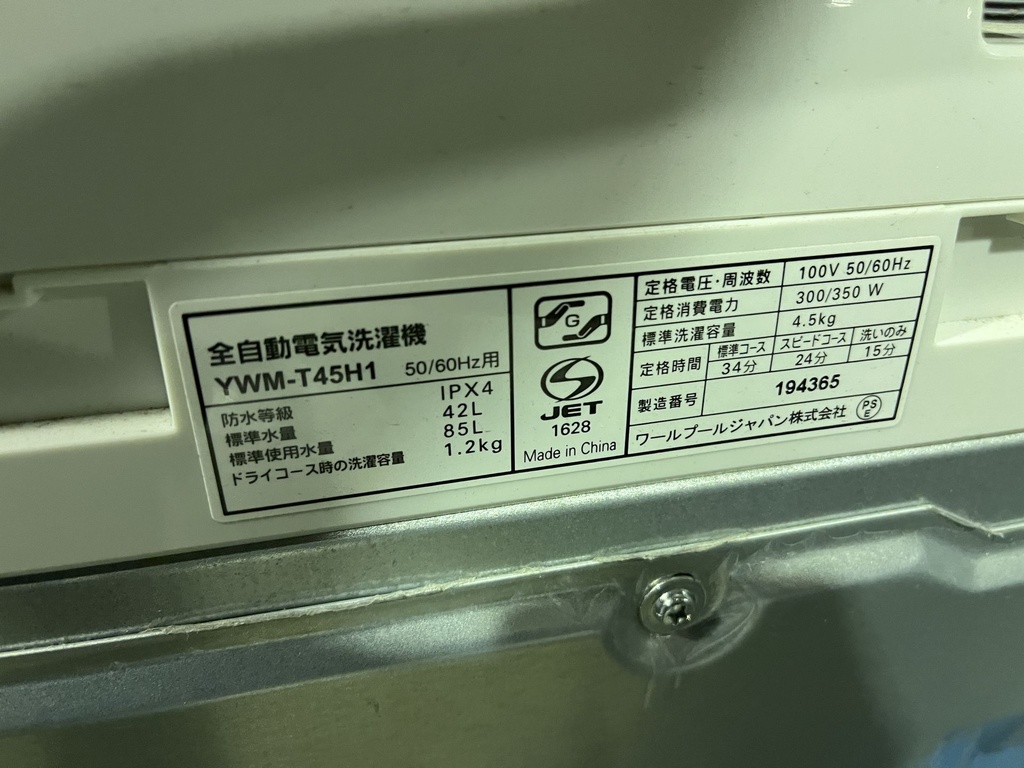 全自動電気洗濯機
YWM-T45H1 50/60Hz用
防水等級 IPX4
標準水量 42L
標準使用水量 85L
ドライコース時の洗濯容量 1.2kg
G
JET
1628
Made in China
定格電圧・周波数 100V 50/60Hz
定格消費電力 300/350 W
標準洗濯容量 4.5kg
定格時間 標準コース 34分 スピードコース 24分 洗いのみ 15分
製造番号 194365
ワールプールジャパン株式会社 PSE